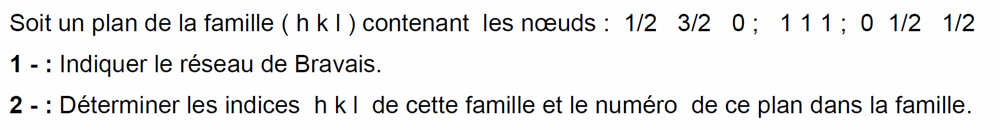 Soit un plan de la famille ( h k l ) contenant les nœuds : 1/2 3/2 0 ; 1 1 1 ; 0 1/2 1/2
1 - : Indiquer le réseau de Bravais.
2 - : Déterminer les indices h k l de cette famille et le numéro de ce plan dans la famille.